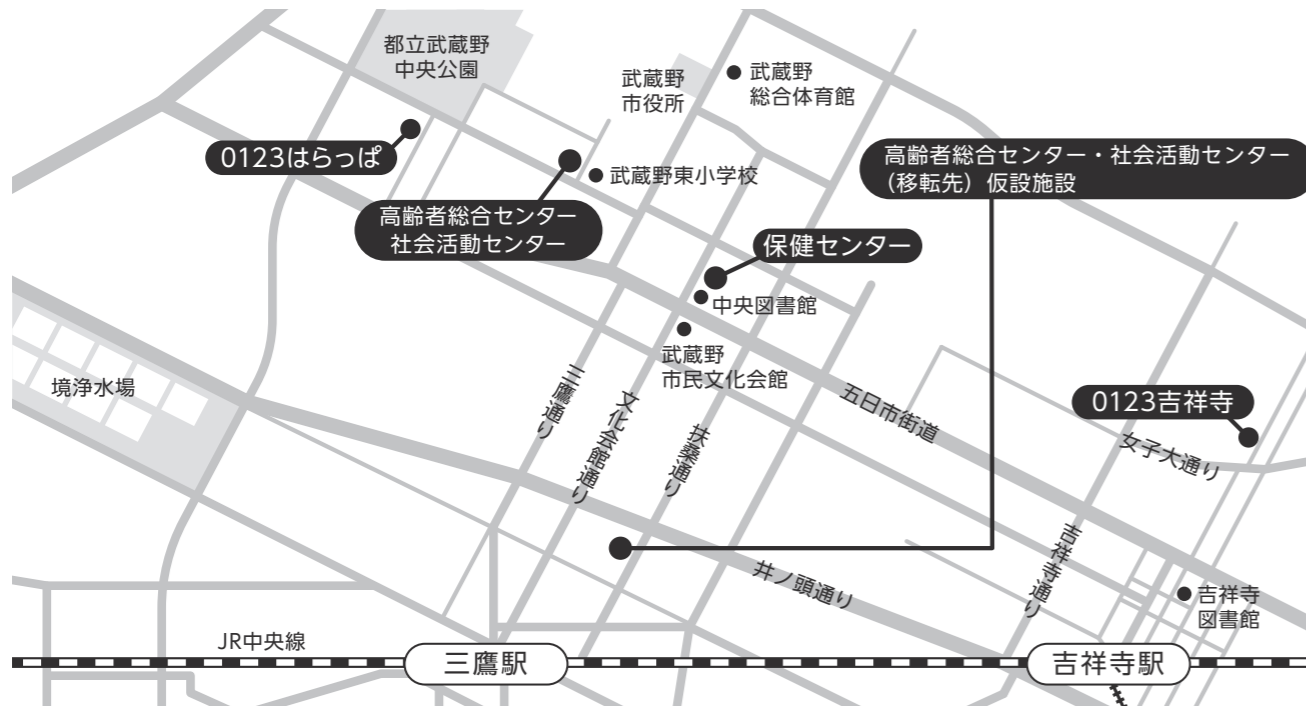 都立武蔵野
中央公園
武蔵野
市役所
武蔵野
総合体育館
0123はらっぱ
武蔵野東小学校
高齢者総合センター・社会活動センター
（移転先）仮設施設
高齢者総合センター
社会活動センター
保健センター
中央図書館
武蔵野
市民文化会館
境浄水場
三鷹通り
文化会館通り
扶桑通り
五日市街道
0123吉祥寺
女子大通り
吉祥寺通り
井ノ頭通り
吉祥寺
図書館
JR中央線
三鷹駅
吉祥寺駅